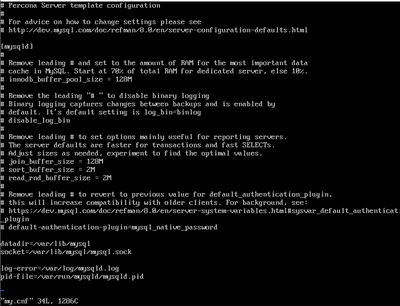 # Percona Server template configuration
#
# For advice on how to change settings please see
# http://dev.mysql.com/doc/refman/8.0/en/server-configuration-defaults.html

[mysqld]
#
# Remove leading # and set to the amount of RAM for the most important data
# cache in MySQL. Start at 70% of total RAM for dedicated server, else 10%.
# innodb_buffer_pool_size = 128M
#
# Remove the leading "# " to disable binary logging
# Binary logging captures changes between backups and is enabled by
# default. It's default setting is log_bin=binlog
# disable_log_bin
#
# Remove leading # to set options mainly useful for reporting servers.
# The server defaults are faster for transactions and fast SELECTs.
# Adjust sizes as needed, experiment to find the optimal values.
# join_buffer_size = 128M
# sort_buffer_size = 2M
# read_rnd_buffer_size = 2M
#
# Remove leading # to revert to previous value for default_authentication_plugin,
# this will increase compatibility with older clients. For background, see:
# https://dev.mysql.com/doc/refman/8.0/en/server-system-variables.html#sysvar_default_authenticati
_plugin
# default-authentication-plugin=mysql_native_password

datadir=/var/lib/mysql
socket=/var/lib/mysql/mysql.sock

log-error=/var/log/mysqld.log
pid-file=/var/run/mysqld/mysqld.pid

~
"my.cnf" 34L, 1286C